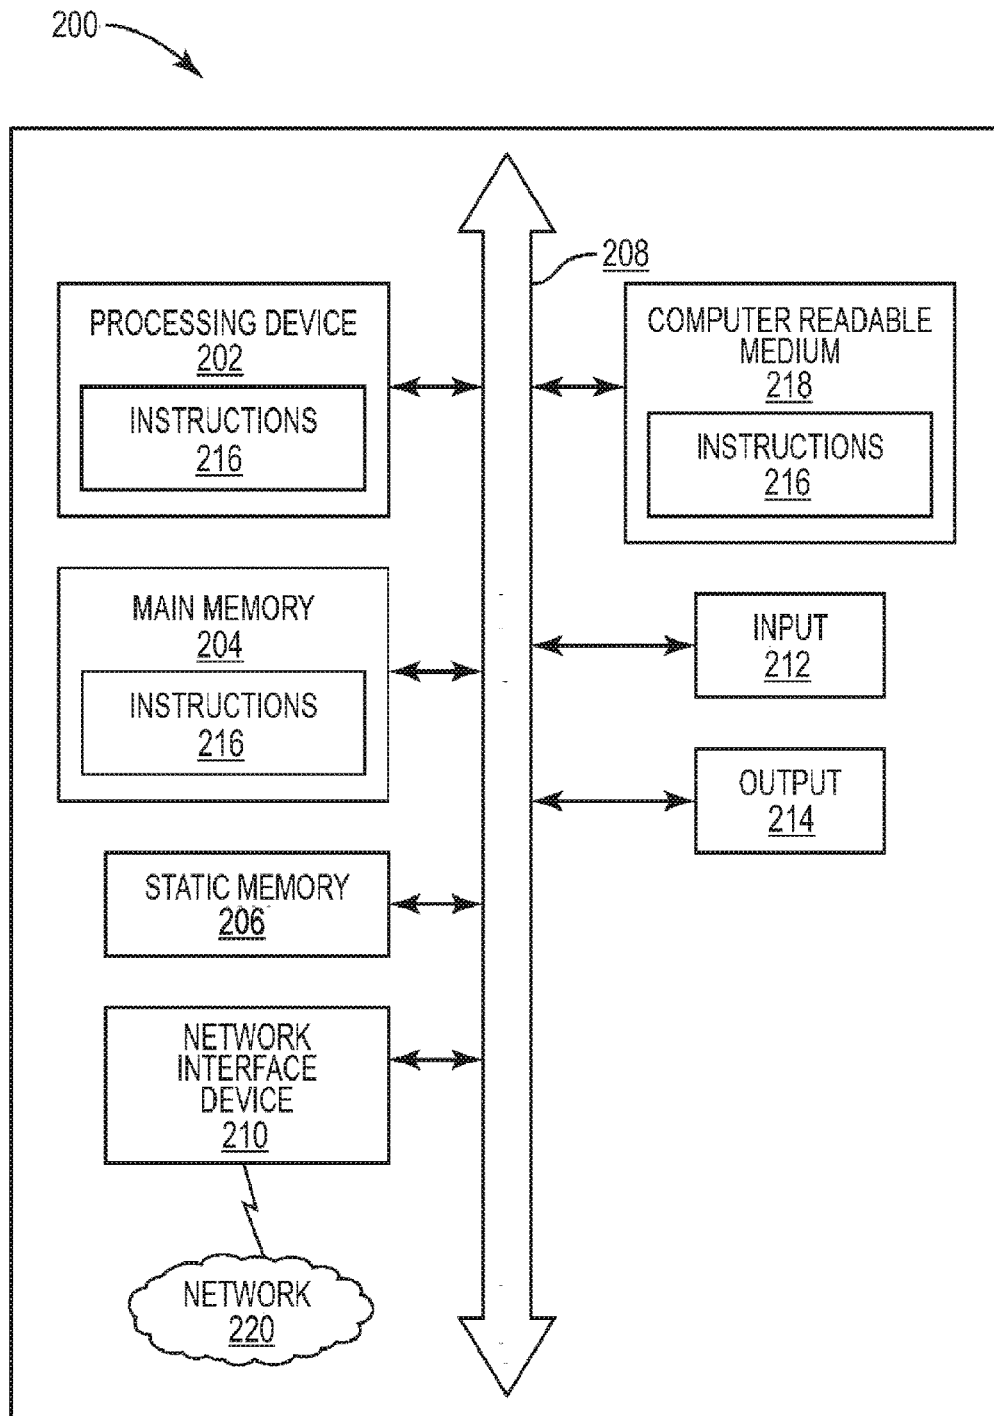 200
208
PROCESSING DEVICE
202
INSTRUCTIONS
216
COMPUTER READABLE
MEDIUM
218
INSTRUCTIONS
216
MAIN MEMORY
204
INSTRUCTIONS
216
INPUT
212
OUTPUT
214
STATIC MEMORY
206
NETWORK
INTERFACE
DEVICE
210
NETWORK
220